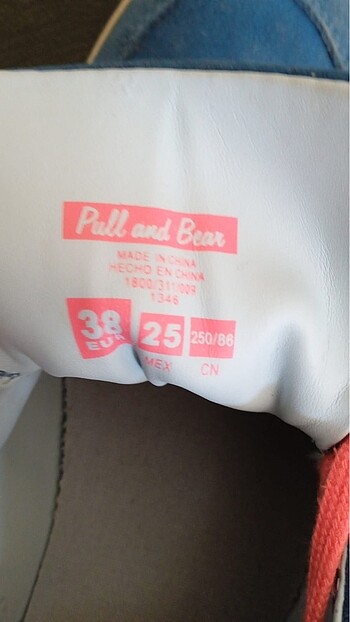 Pull and Bear
MADE IN CHINA
HECHO EN CHINA
1800/311/009
1346
38 25 250/86
EUR MEX CN